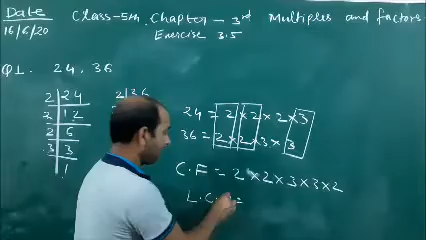 Date Class-5th Chapter - 3rd Multiples and factors
16/6/20 Exercise 3.5
Q1. 24, 36
2 24 2 36
2 12
2 6
3 3
1
24 = 2 × 2 × 2 × 3
36 = 2 × 2 × 3 × 3
C.F = 2 × 2 × 3 × 3 × 2
L.C. =